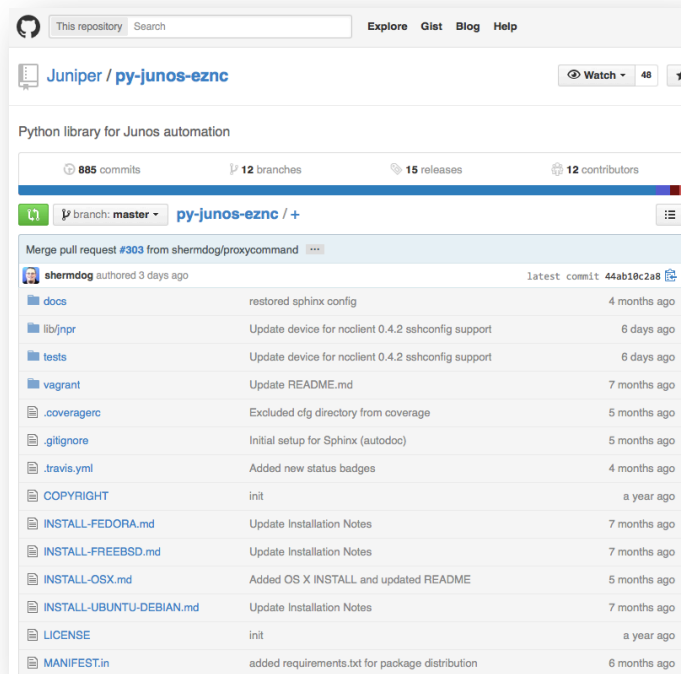 This repository Search Explore Gist Blog Help
Juniper / py-junos-eznc Watch 48
Python library for Junos automation
885 commits 12 branches 15 releases 12 contributors
branch: master py-junos-eznc / +
Merge pull request #303 from shermdog/proxycommand ...
shermdog authored 3 days ago latest commit 44ab10c2a8
docs restored sphinx config 4 months ago
lib/jnpr Update device for ncclient 0.4.2 sshconfig support 6 days ago
tests Update device for ncclient 0.4.2 sshconfig support 6 days ago
vagrant Update README.md 7 months ago
.coveragerc Excluded cfg directory from coverage 5 months ago
.gitignore Initial setup for Sphinx (autodoc) 5 months ago
.travis.yml Added new status badges 4 months ago
COPYRIGHT init a year ago
INSTALL-FEDORA.md Update Installation Notes 7 months ago
INSTALL-FREEBSD.md Update Installation Notes 7 months ago
INSTALL-OSX.md Added OS X INSTALL and updated README 5 months ago
INSTALL-UBUNTU-DEBIAN.md Update Installation Notes 7 months ago
LICENSE init a year ago
MANIFEST.in added requirements.txt for package distribution 6 months ago